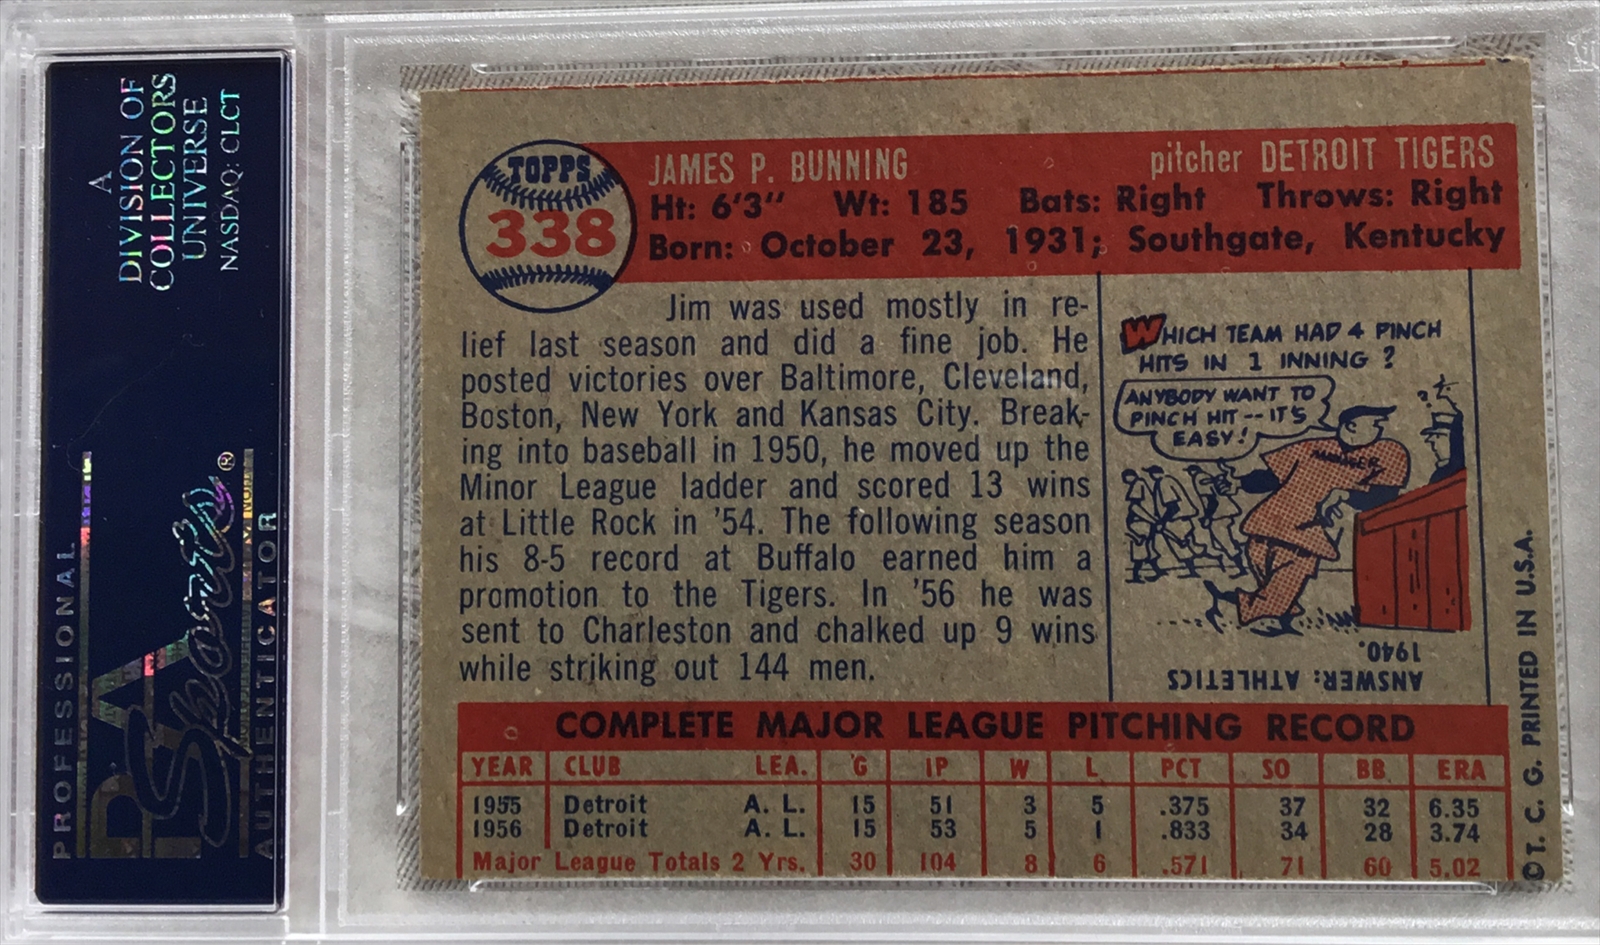 A
DIVISION OF
COLLECTORS
UNIVERSE
NASDAQ: CLCT
PROFESSIONAL
PSA
Sports®
AUTHENTICATOR
TOPPS
338
JAMES P. BUNNING pitcher DETROIT TIGERS
Ht: 6'3" Wt: 185 Bats: Right Throws: Right
Born: October 23, 1931; Southgate, Kentucky
Jim was used mostly in re-
lief last season and did a fine job. He
posted victories over Baltimore, Cleveland,
Boston, New York and Kansas City. Break-
ing into baseball in 1950, he moved up the
Minor League ladder and scored 13 wins
at Little Rock in '54. The following season
his 8-5 record at Buffalo earned him a
promotion to the Tigers. In '56 he was
sent to Charleston and chalked up 9 wins
while striking out 144 men.
WHICH TEAM HAD 4 PINCH
HITS IN 1 INNING?
ANYBODY WANT TO
PINCH HIT--IT'S
EASY!
ANSWER: ATHLETICS
1940.
COMPLETE MAJOR LEAGUE PITCHING RECORD
YEAR CLUB LEA. G IP W L PCT SO BB ERA
1955 Detroit A. L. 15 51 3 5 .375 37 32 6.35
1956 Detroit A. L. 15 53 5 1 .833 34 28 3.74
Major League Totals 2 Yrs. 30 104 8 6 .571 71 60 5.02
©T. C. G. PRINTED IN U.S.A.